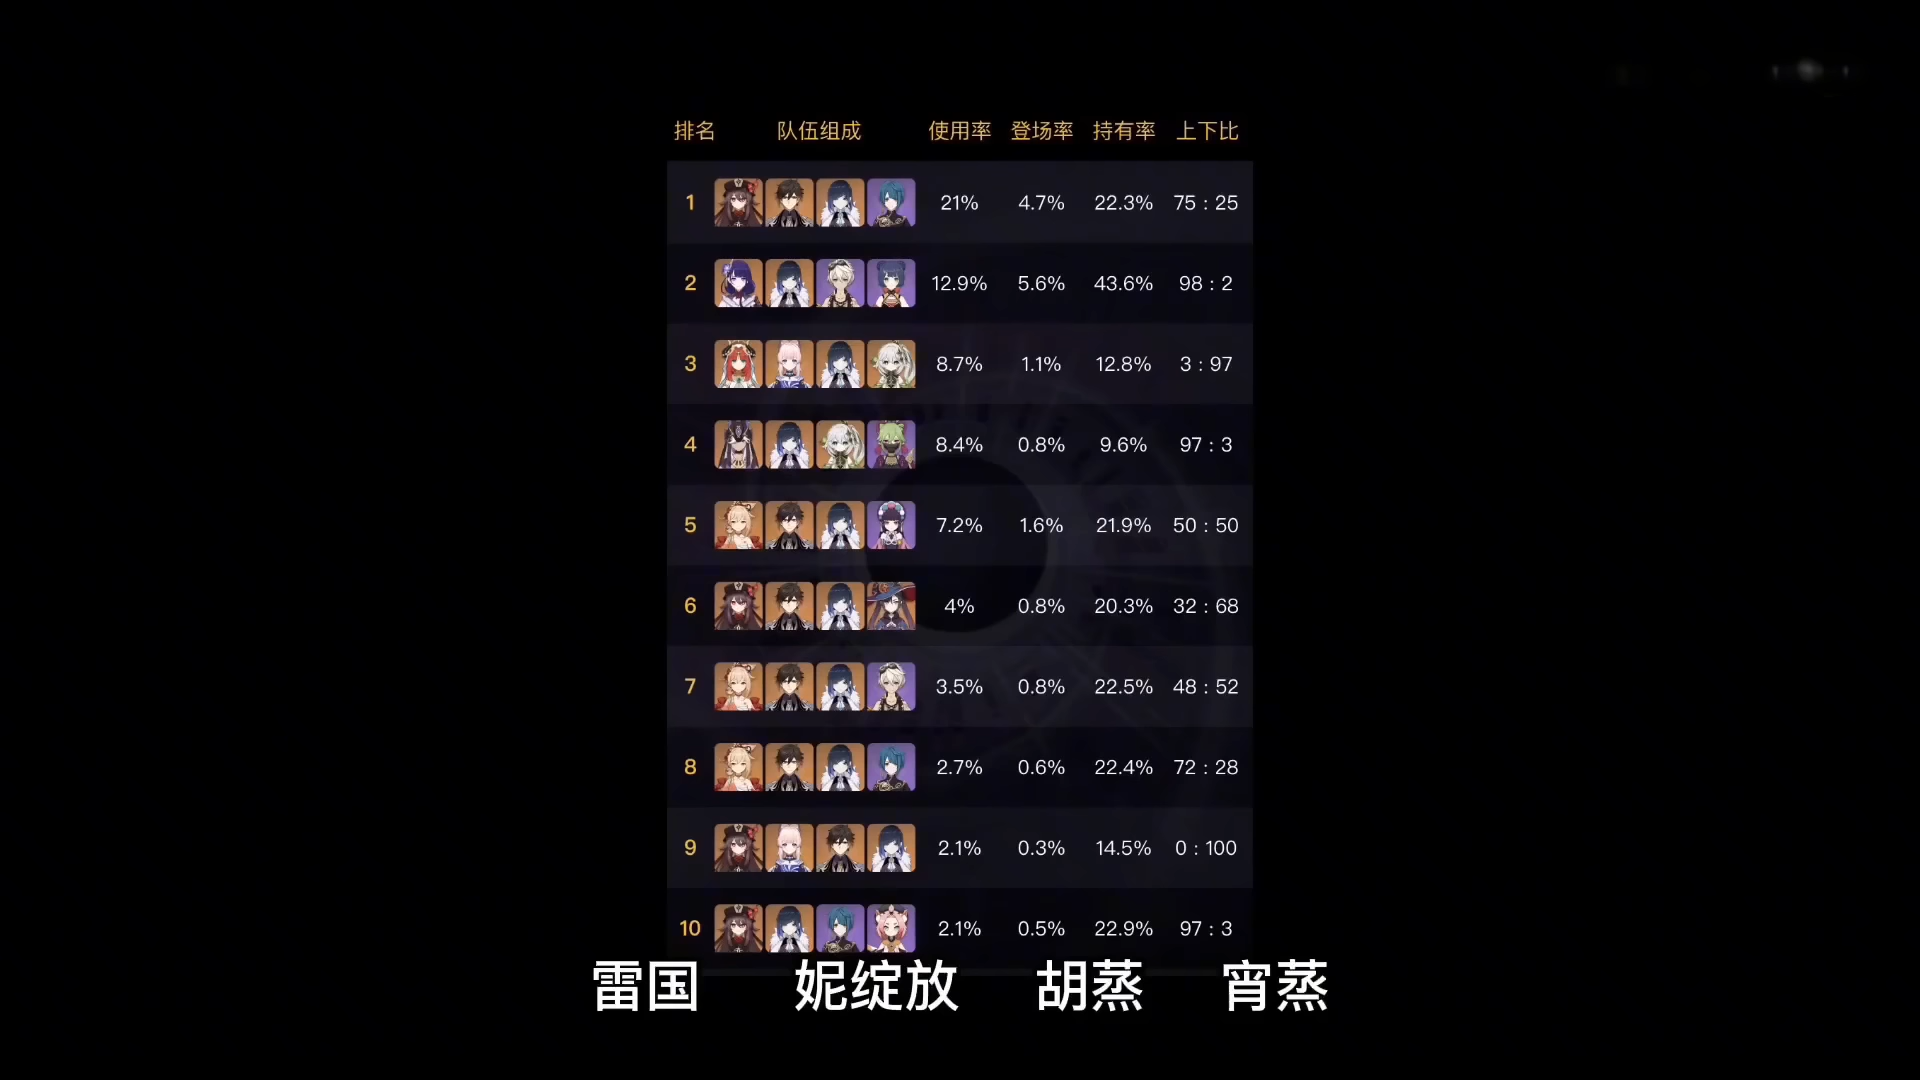 排名 队伍组成 使用率 登场率 持有率 上下比
1 21% 4.7% 22.3% 75 : 25
2 12.9% 5.6% 43.6% 98 : 2
3 8.7% 1.1% 12.8% 3 : 97
4 8.4% 0.8% 9.6% 97 : 3
5 7.2% 1.6% 21.9% 50 : 50
6 4% 0.8% 20.3% 32 : 68
7 3.5% 0.8% 22.5% 48 : 52
8 2.7% 0.6% 22.4% 72 : 28
9 2.1% 0.3% 14.5% 0 : 100
10 2.1% 0.5% 22.9% 97 : 3
雷国 妮绽放 胡蒸 宵蒸